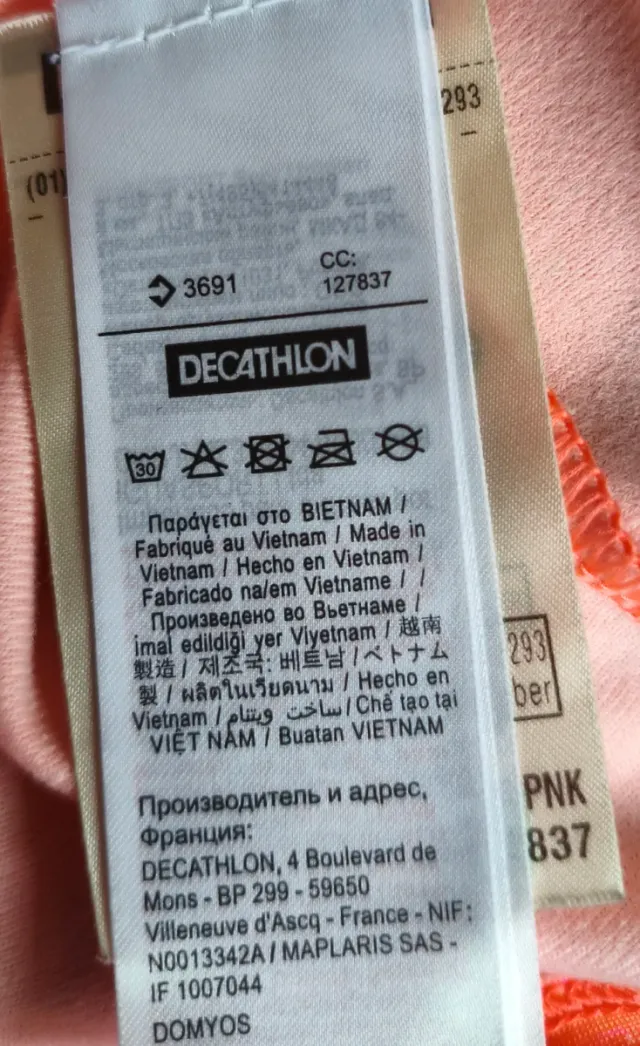 293
(01)
3691
CC:
127837
DECATHLON
30
Παράγεται στο ΒΙΕΤΝΑΜ /
Fabriqué au Vietnam / Made in
Vietnam / Hecho en Vietnam /
Fabricado na/em Vietname / /
Произведено во Вьетнаме /
imal edildiği yer Viyetnam / 越南
製造 / 제조국: 베트남 / ベトナム
製 / ผลิตในเวียดนาม / Hecho en
Vietnam / ساخت ویتنام / Chế tạo tại
VIỆT NAM / Buatan VIETNAM
293
ber
Производитель и адрес,
Франция:
DECATHLON, 4 Boulevard de
Mons - BP 299 - 59650
Villeneuve d'Ascq - France - NIF:
N0013342A / MAPLARIS SAS -
IF 1007044
DOMYOS
PNK
837